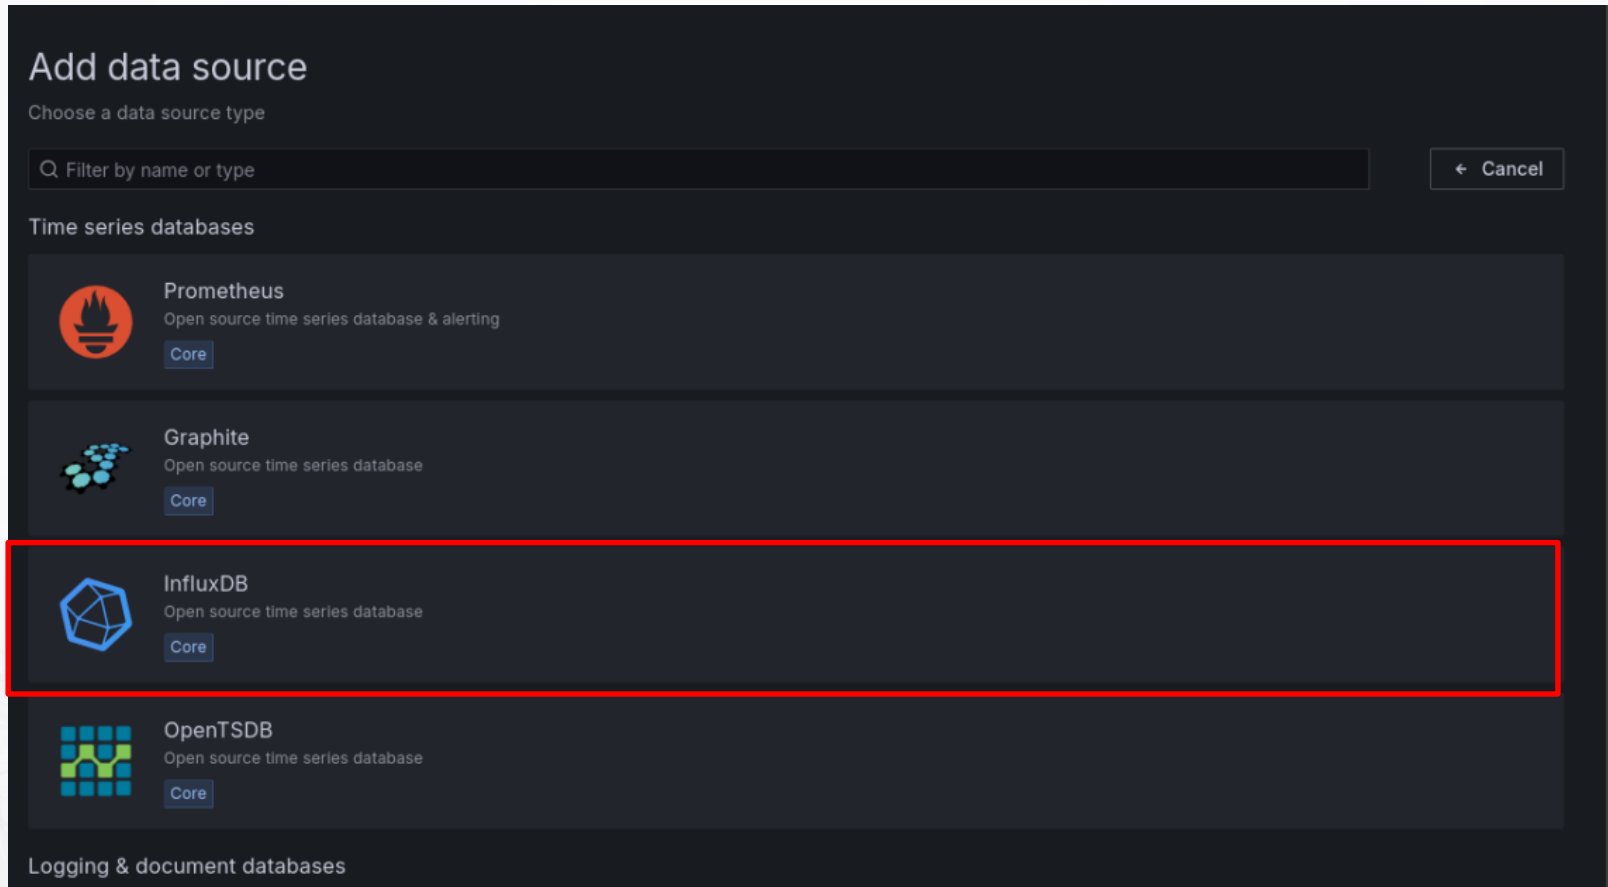 Add data source
Choose a data source type
Filter by name or type
← Cancel
Time series databases
Prometheus
Open source time series database & alerting
Core
Graphite
Open source time series database
Core
InfluxDB
Open source time series database
Core
OpenTSDB
Open source time series database
Core
Logging & document databases